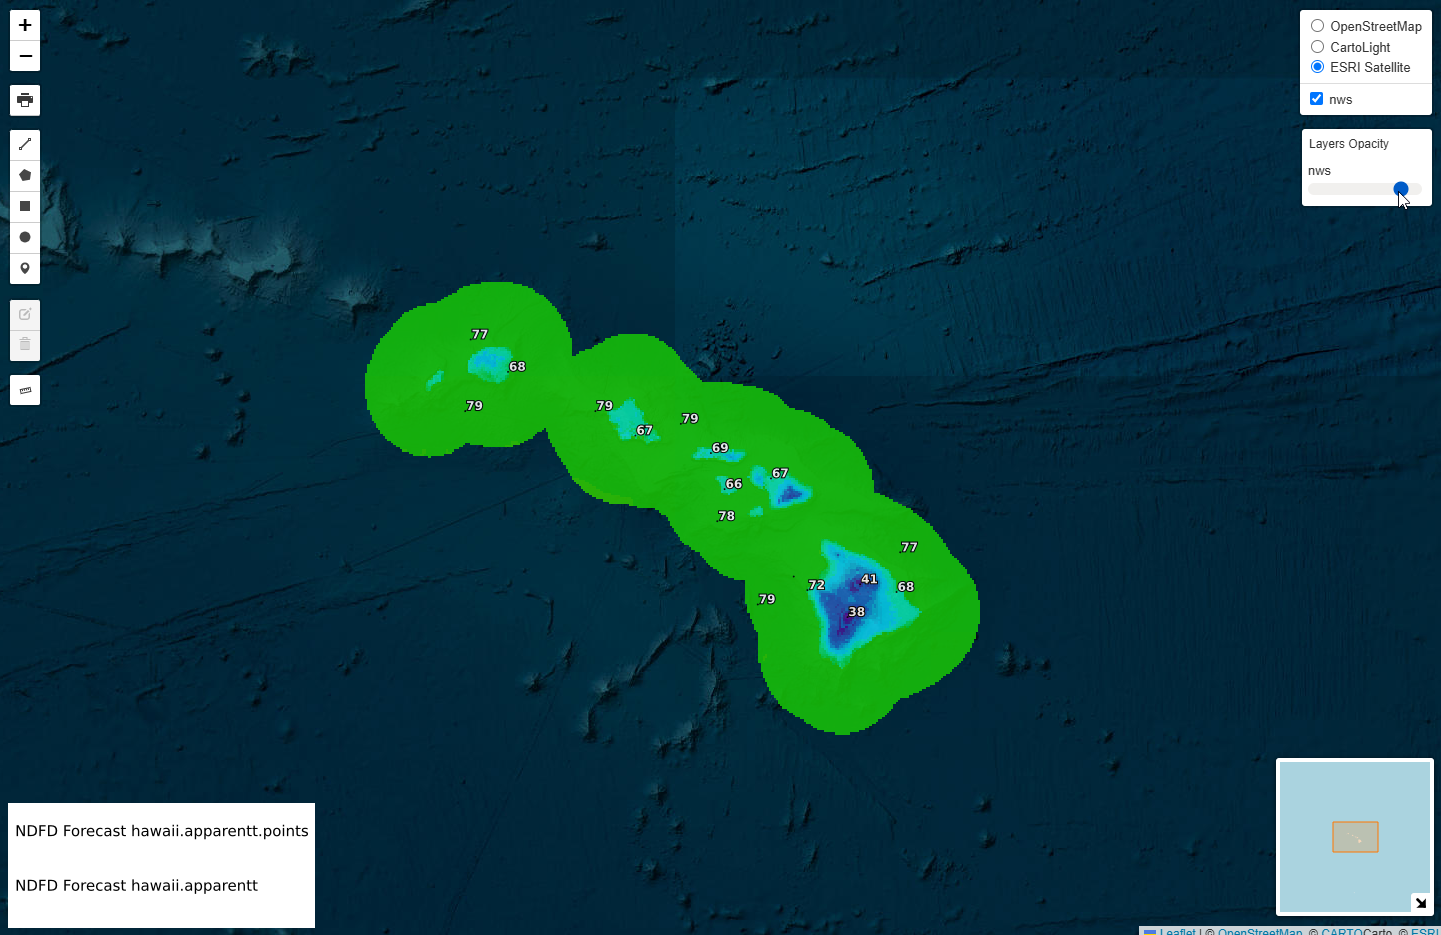 +
−
OpenStreetMap
CartoLight
ESRI Satellite
nws
Layers Opacity
nws
77
68
79
79
79
67
69
67
66
78
77
72
41
68
79
38
NDFD Forecast hawaii.apparentt.points
NDFD Forecast hawaii.apparentt
Leaflet | © OpenStreetMap, © CARTOCarto, © ESRI